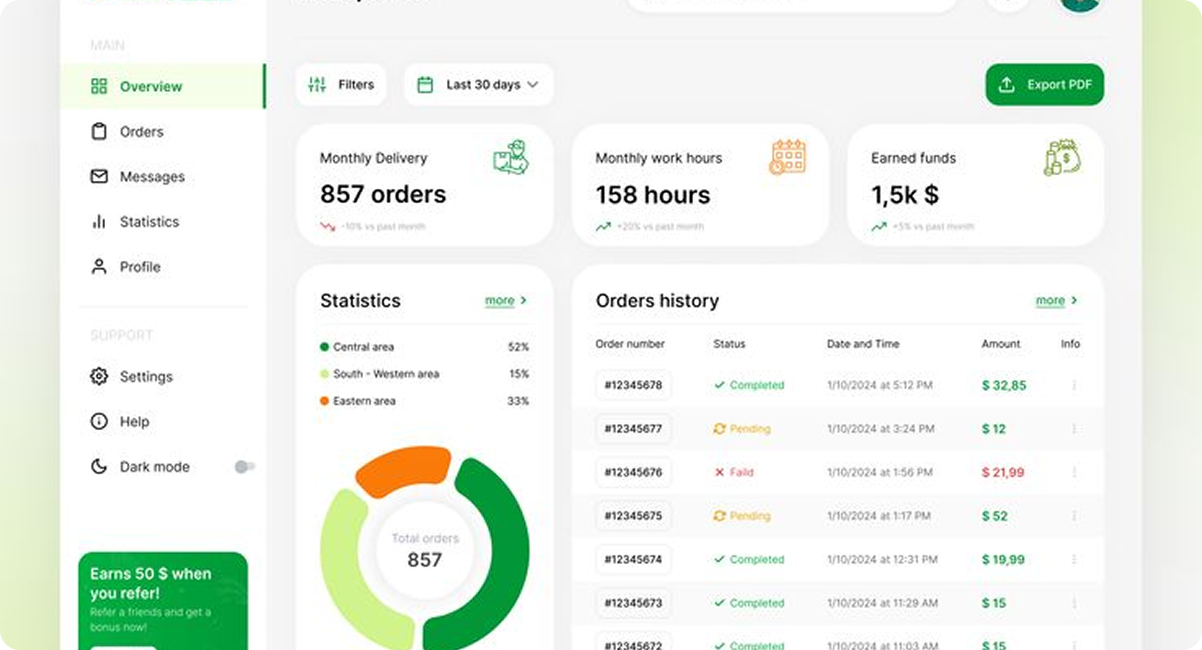 MAIN
Overview
Orders
Messages
Statistics
Profile
SUPPORT
Settings
Help
Dark mode
Earns 50 $ when
you refer!
Refer a friends and get a
bonus now!
Filters
Last 30 days
Export PDF
Monthly Delivery
857 orders
-10% vs past month
Monthly work hours
158 hours
+20% vs past month
Earned funds
1,5k $
+5% vs past month
Statistics
more
Central area 52%
South - Western area 15%
Eastern area 33%
Total orders
857
Orders history
more
Order number Status Date and Time Amount Info
#12345678 Completed 1/10/2024 at 5:12 PM $ 32,85
#12345677 Pending 1/10/2024 at 3:24 PM $ 12
#12345676 Faild 1/10/2024 at 1:56 PM $ 21,99
#12345675 Pending 1/10/2024 at 1:17 PM $ 52
#12345674 Completed 1/10/2024 at 12:31 PM $ 19,99
#12345673 Completed 1/10/2024 at 11:29 AM $ 15
#12345672 Completed 1/10/2024 at 11:03 AM $ 15